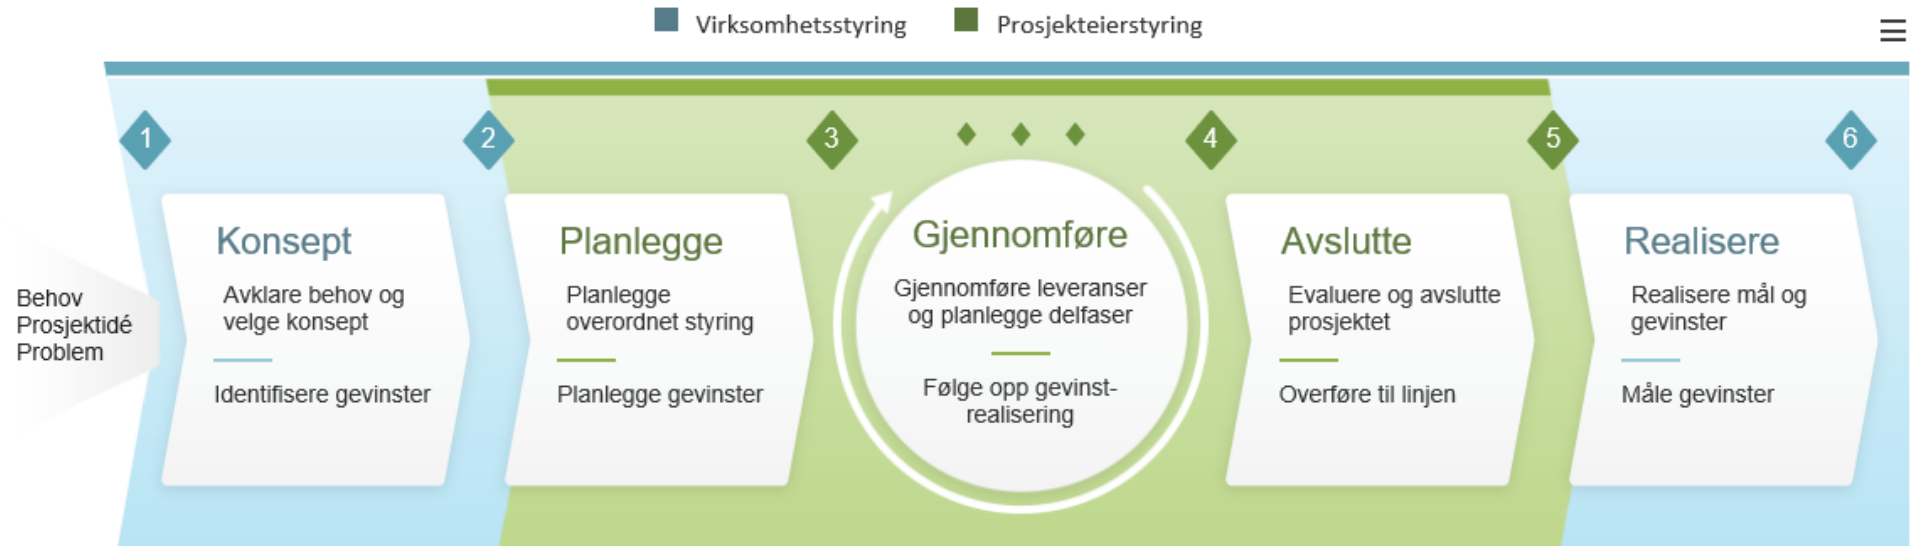 Virksomhetsstyring
Prosjekteierstyring
1
2
3
4
5
6
Behov
Prosjektidé
Problem
Konsept
Avklare behov og
velge konsept
Identifisere gevinster
Planlegge
Planlegge
overordnet styring
Planlegge gevinster
Gjennomføre
Gjennomføre leveranser
og planlegge delfaser
Følge opp gevinst-
realisering
Avslutte
Evaluere og avslutte
prosjektet
Overføre til linjen
Realisere
Realisere mål og
gevinster
Måle gevinster